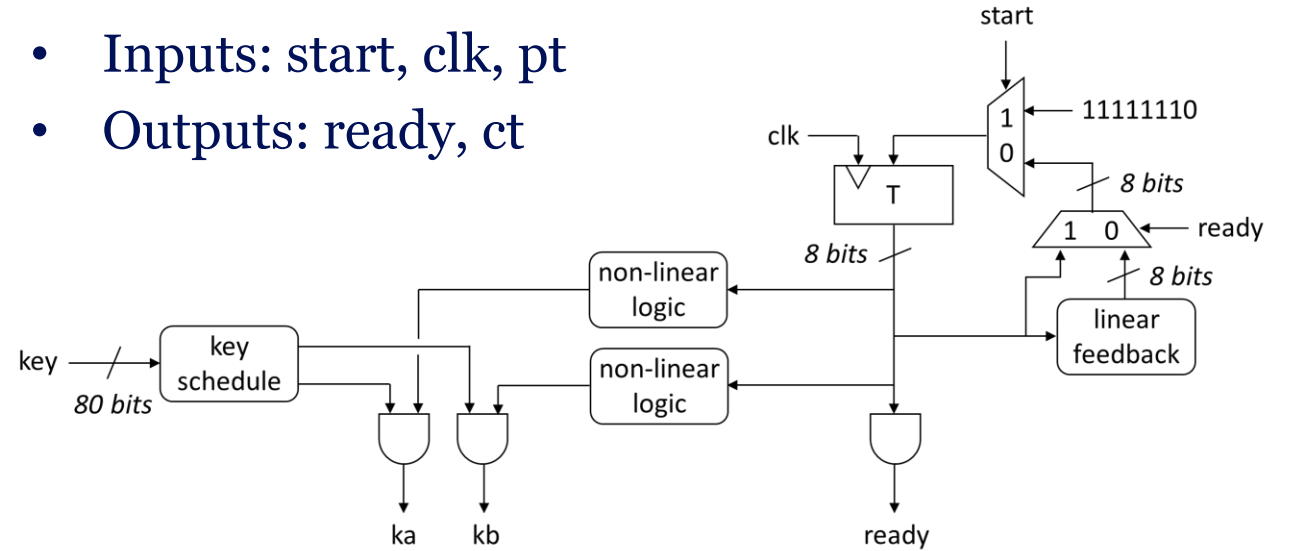 • Inputs: start, clk, pt
• Outputs: ready, ct
start
11111110
1
0
clk
T
8 bits
1 0
ready
8 bits
8 bits
non-linear
logic
linear
feedback
key
80 bits
key
schedule
non-linear
logic
ka
kb
ready